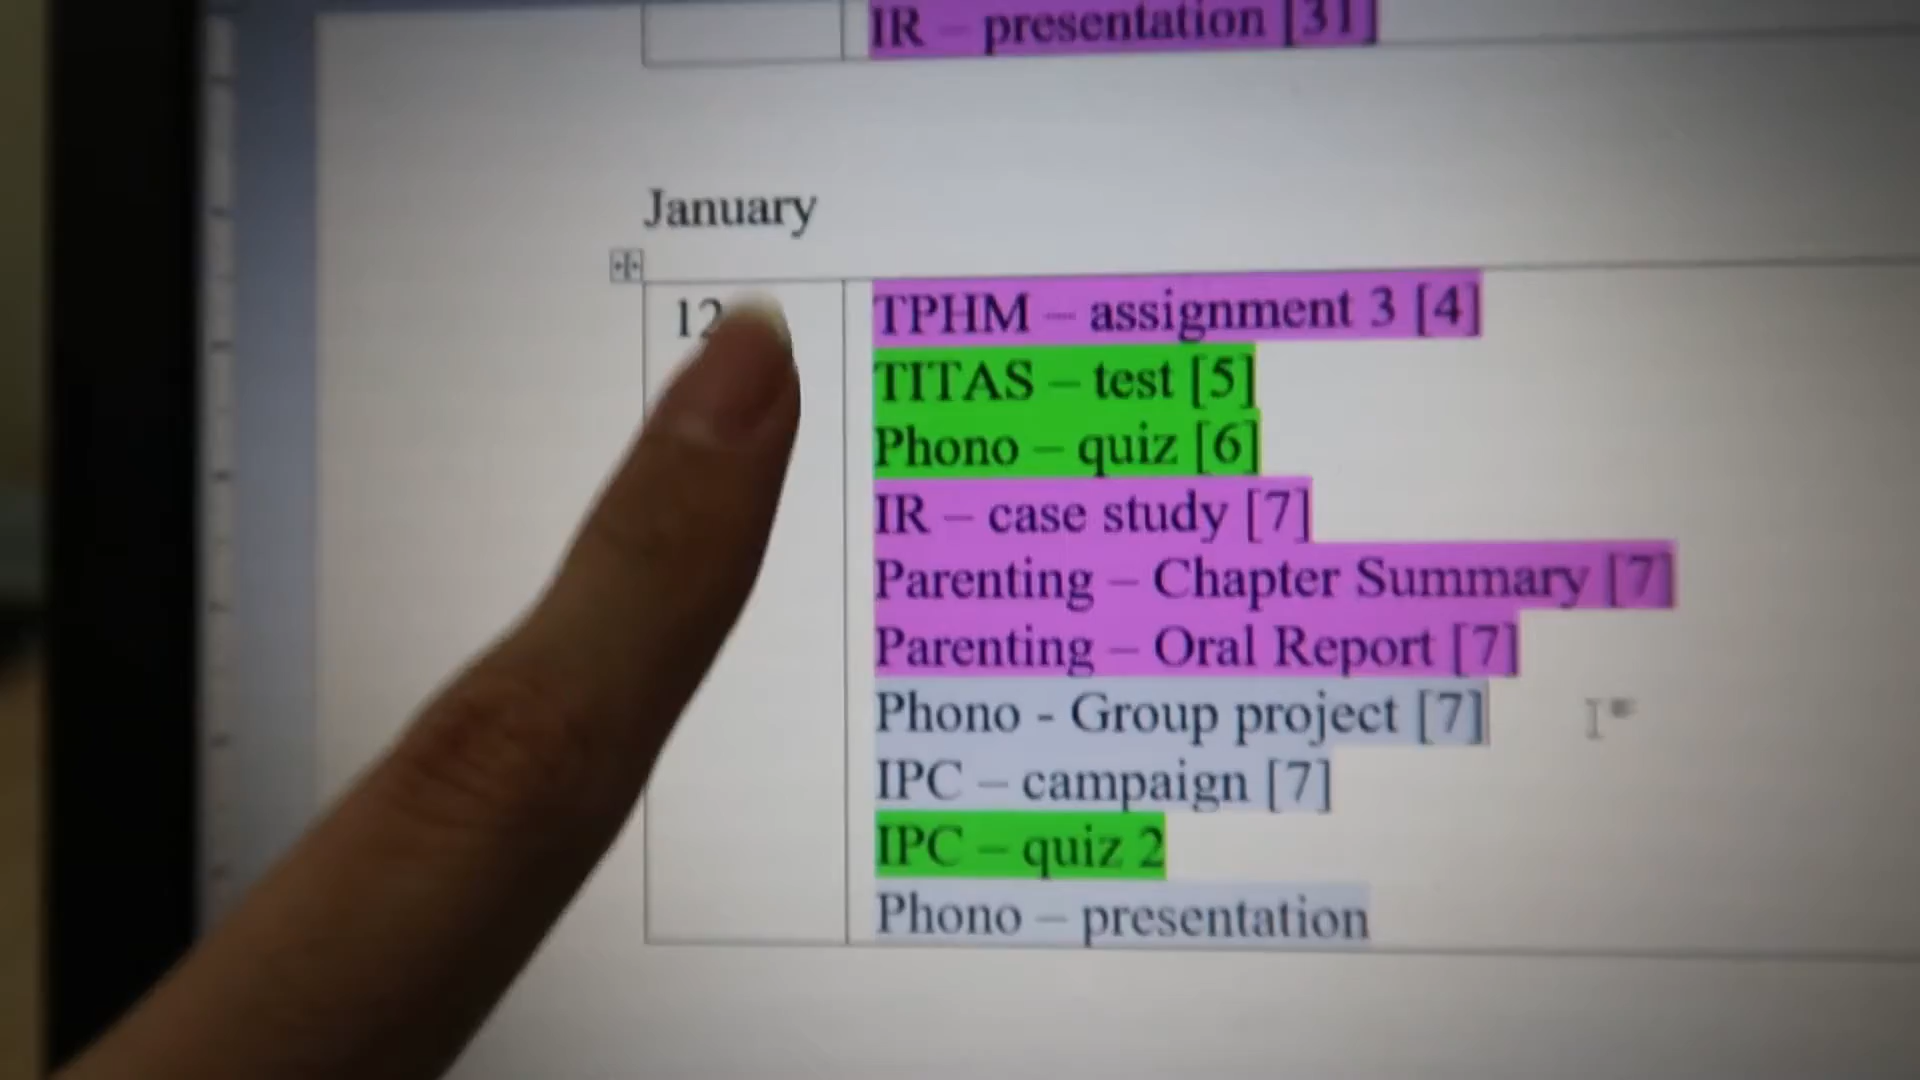 IR – presentation [31]
January
12
TPHM – assignment 3 [4]
TITAS – test [5]
Phono – quiz [6]
IR – case study [7]
Parenting – Chapter Summary [7]
Parenting – Oral Report [7]
Phono - Group project [7]
IPC – campaign [7]
IPC – quiz 2
Phono – presentation